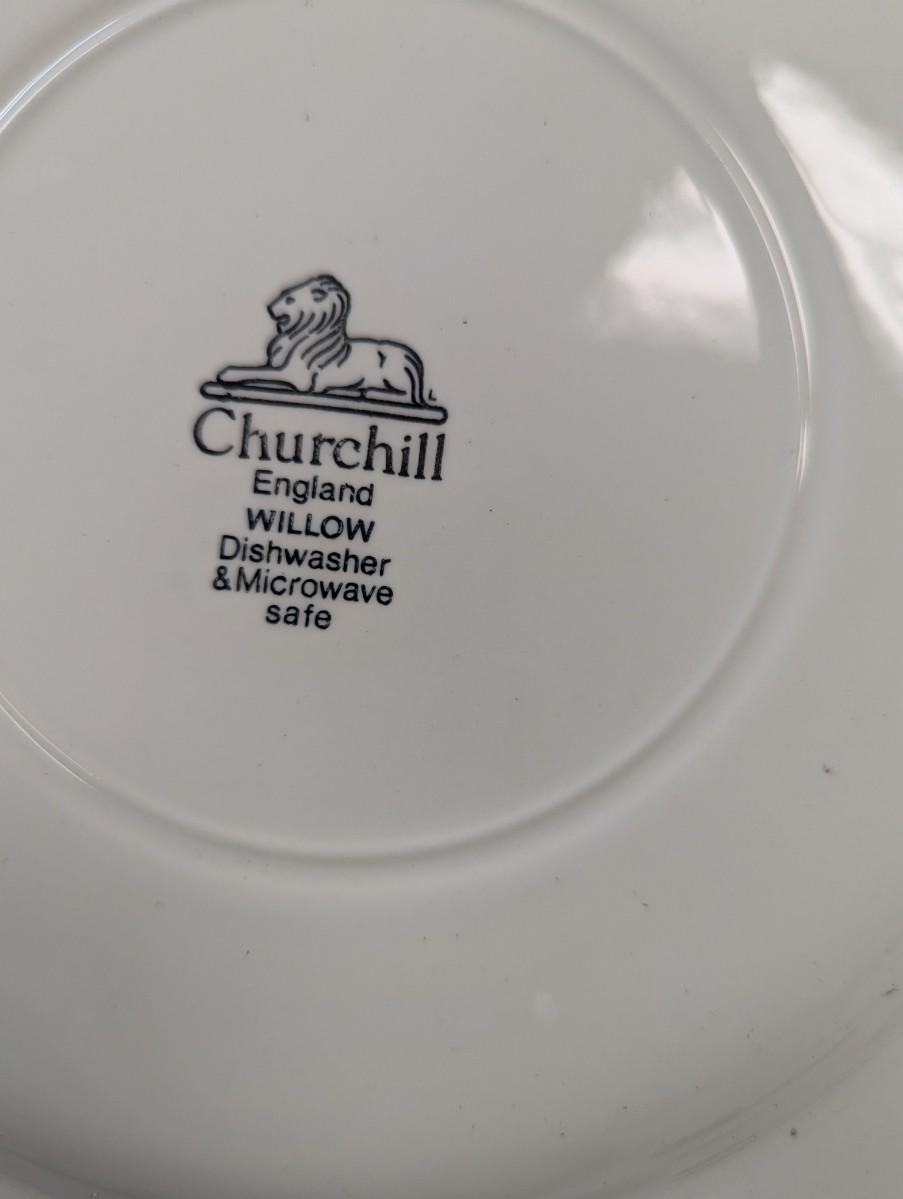 Churchill
England
WILLOW
Dishwasher
&Microwave
safe